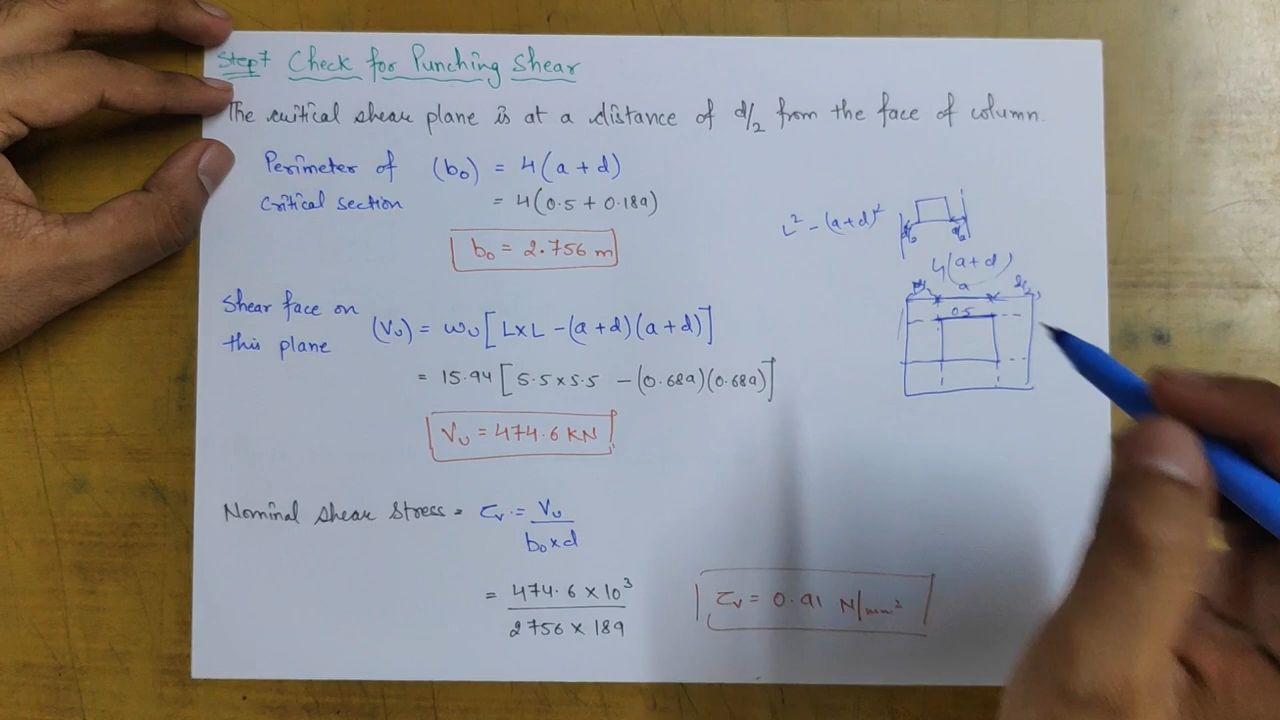 Step7 Check for Punching Shear
The critical shear plane is at a distance of d/2 from the face of column.
Perimeter of (b₀) = 4(a+d)
Critical section = 4(0.5 + 0.189)
b₀ = 2.756 m
L² - (a+d)²
4(a+d)
a
d/2
0.5
Shear face on
this plane (Vᵤ) = wᵤ[L×L - (a+d)(a+d)]
= 15.94[5.5×5.5 - (0.689)(0.689)]
Vᵤ = 474.6 KN
Nominal Shear Stress = τᵥ = Vᵤ / b₀×d
= 474.6 × 10³ / 2756 × 189
τᵥ = 0.91 N/mm²